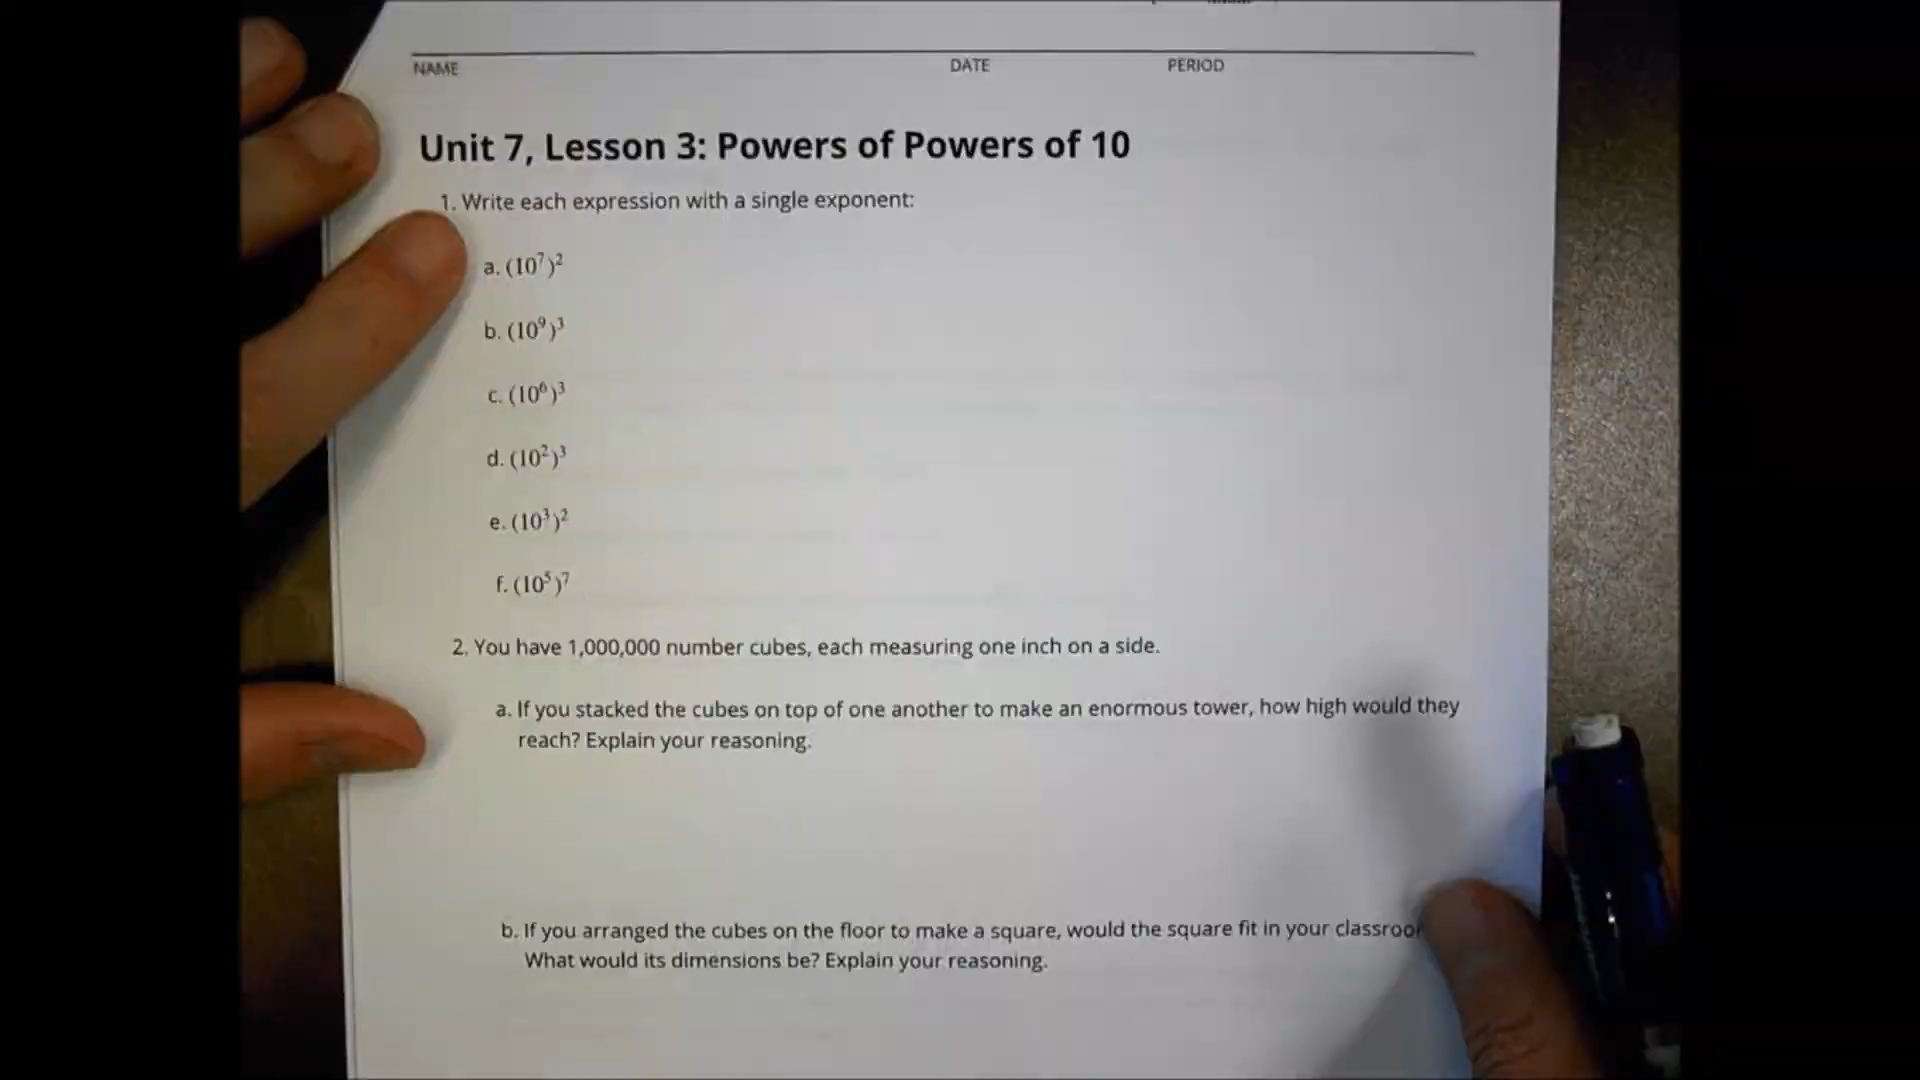 NAME DATE PERIOD
Unit 7, Lesson 3: Powers of Powers of 10
1. Write each expression with a single exponent:
a. (10⁷)²
b. (10⁹)³
c. (10⁶)³
d. (10²)³
e. (10³)²
f. (10⁵)⁷
2. You have 1,000,000 number cubes, each measuring one inch on a side.
a. If you stacked the cubes on top of one another to make an enormous tower, how high would they
reach? Explain your reasoning.
b. If you arranged the cubes on the floor to make a square, would the square fit in your
What would its dimensions be? Explain your reasoning.